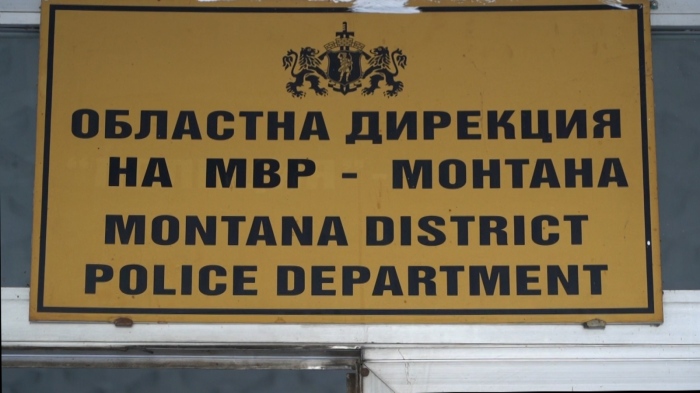 ОБЛАСТНА ДИРЕКЦИЯ
НА МВР - МОНТАНА
MONTANA DISTRICT
POLICE DEPARTMENT